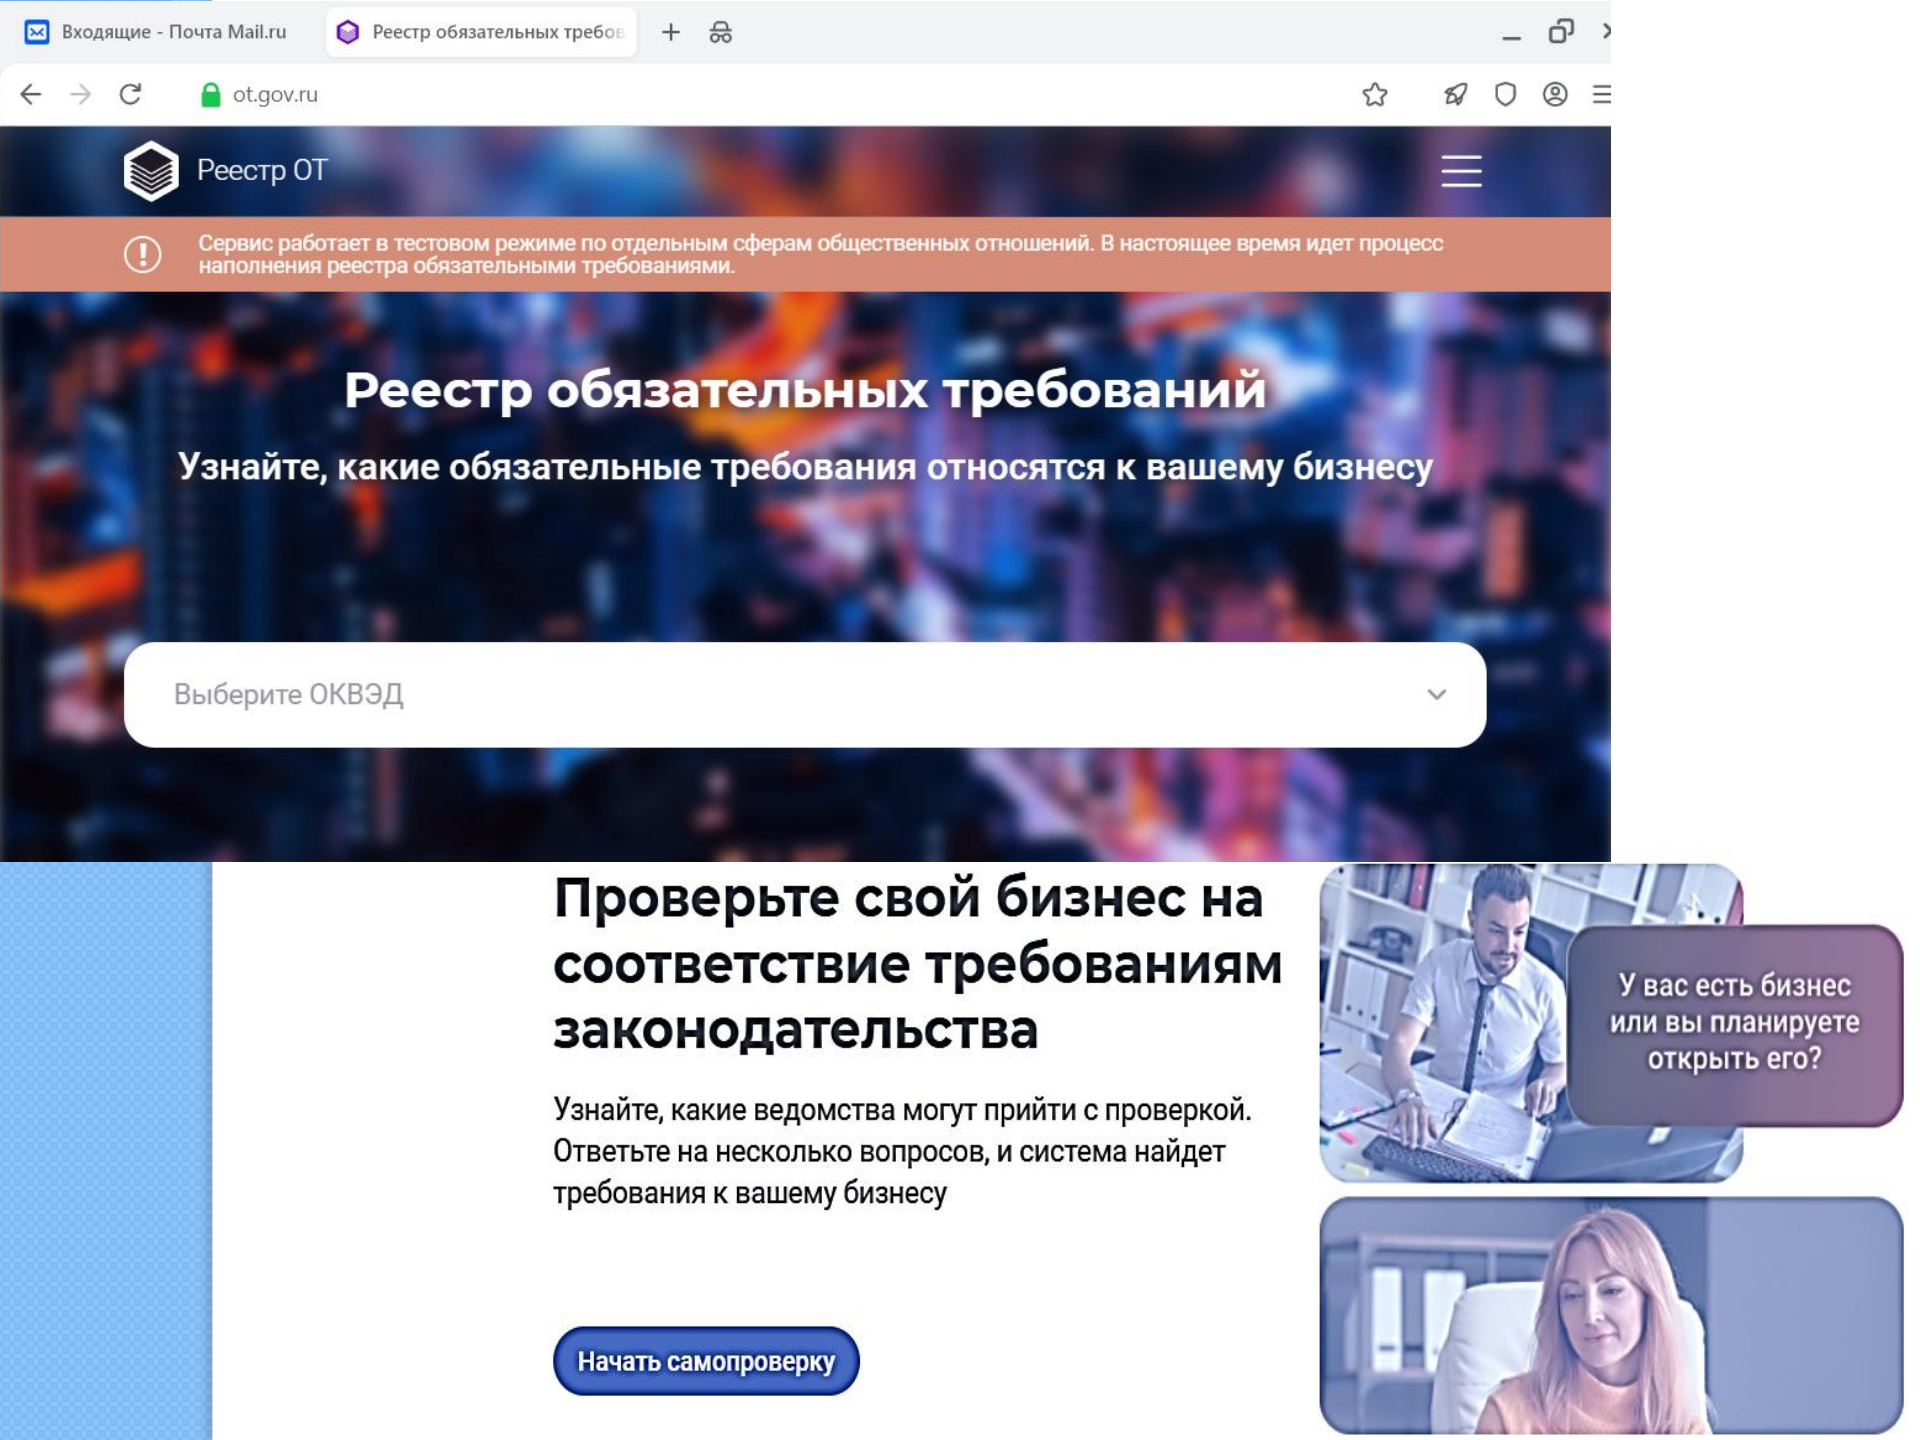 Входящие - Почта Mail.ru
Реестр обязательных требов
ot.gov.ru
Реестр ОТ
Сервис работает в тестовом режиме по отдельным сферам общественных отношений. В настоящее время идет процесс
наполнения реестра обязательными требованиями.
Реестр обязательных требований
Узнайте, какие обязательные требования относятся к вашему бизнесу
Выберите ОКВЭД
Проверьте свой бизнес на
соответствие требованиям
законодательства
Узнайте, какие ведомства могут прийти с проверкой.
Ответьте на несколько вопросов, и система найдет
требования к вашему бизнесу
Начать самопроверку
У вас есть бизнес
или вы планируете
открыть его?